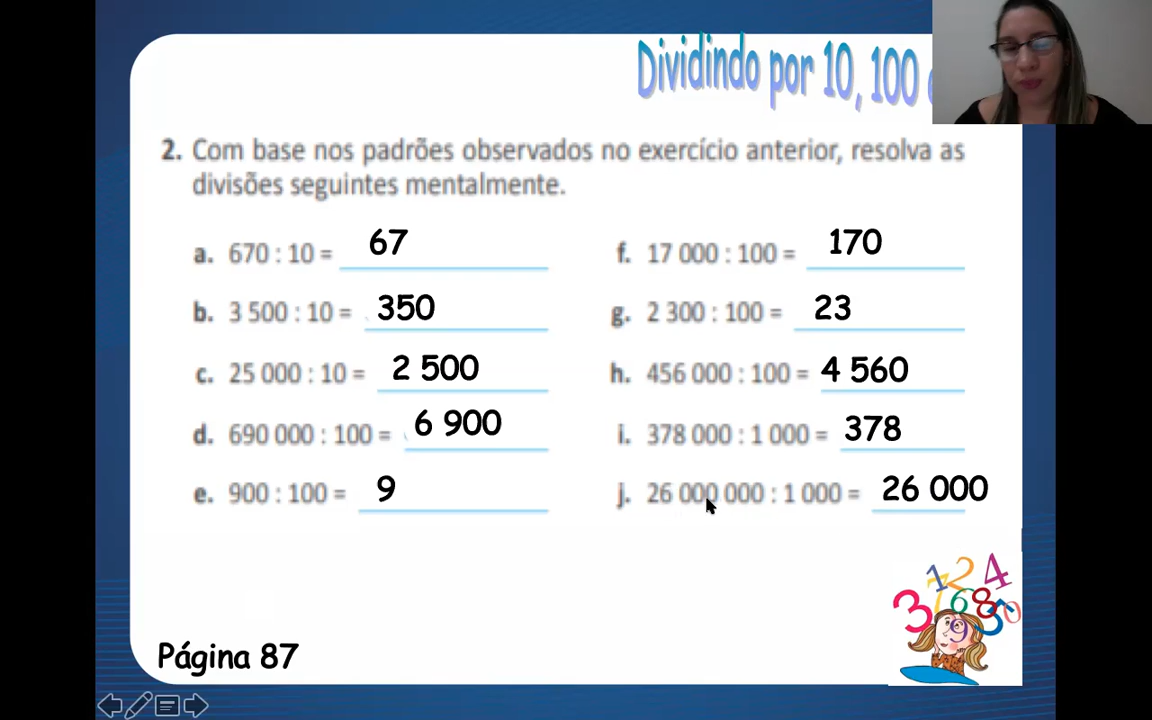 Dividindo por 10, 100
2. Com base nos padrões observados no exercício anterior, resolva as
divisões seguintes mentalmente.
a. 670 : 10 = 67
b. 3 500 : 10 = 350
c. 25 000 : 10 = 2 500
d. 690 000 : 100 = 6 900
e. 900 : 100 = 9
f. 17 000 : 100 = 170
g. 2 300 : 100 = 23
h. 456 000 : 100 = 4 560
i. 378 000 : 1 000 = 378
j. 26 000 000 : 1 000 = 26 000
Página 87